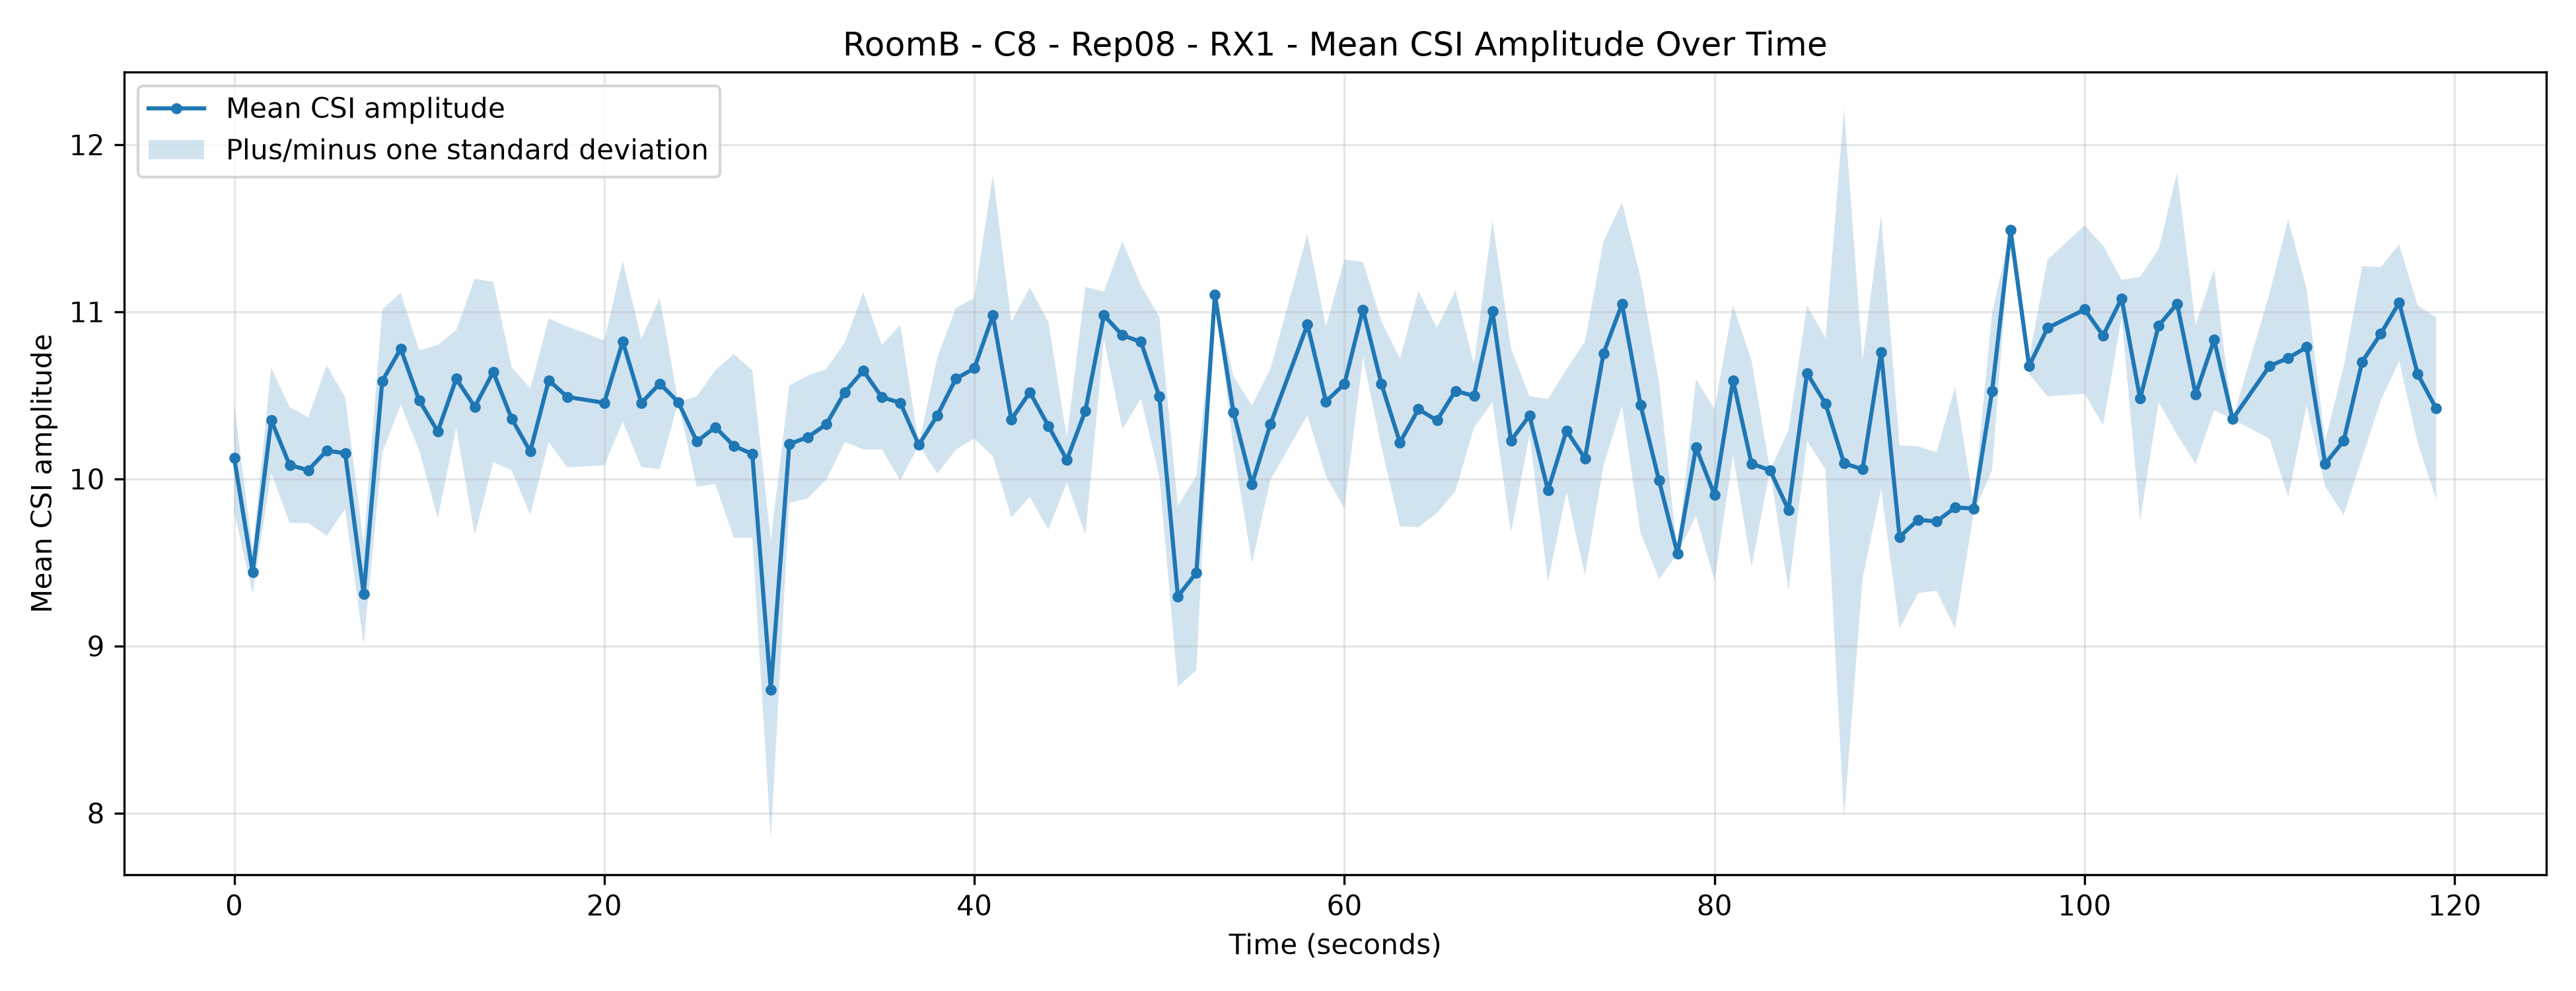 RoomB - C8 - Rep08 - RX1 - Mean CSI Amplitude Over Time
Mean CSI amplitude
Plus/minus one standard deviation
12
11
10
9
8
Mean CSI amplitude
0 20 40 60 80 100 120
Time (seconds)